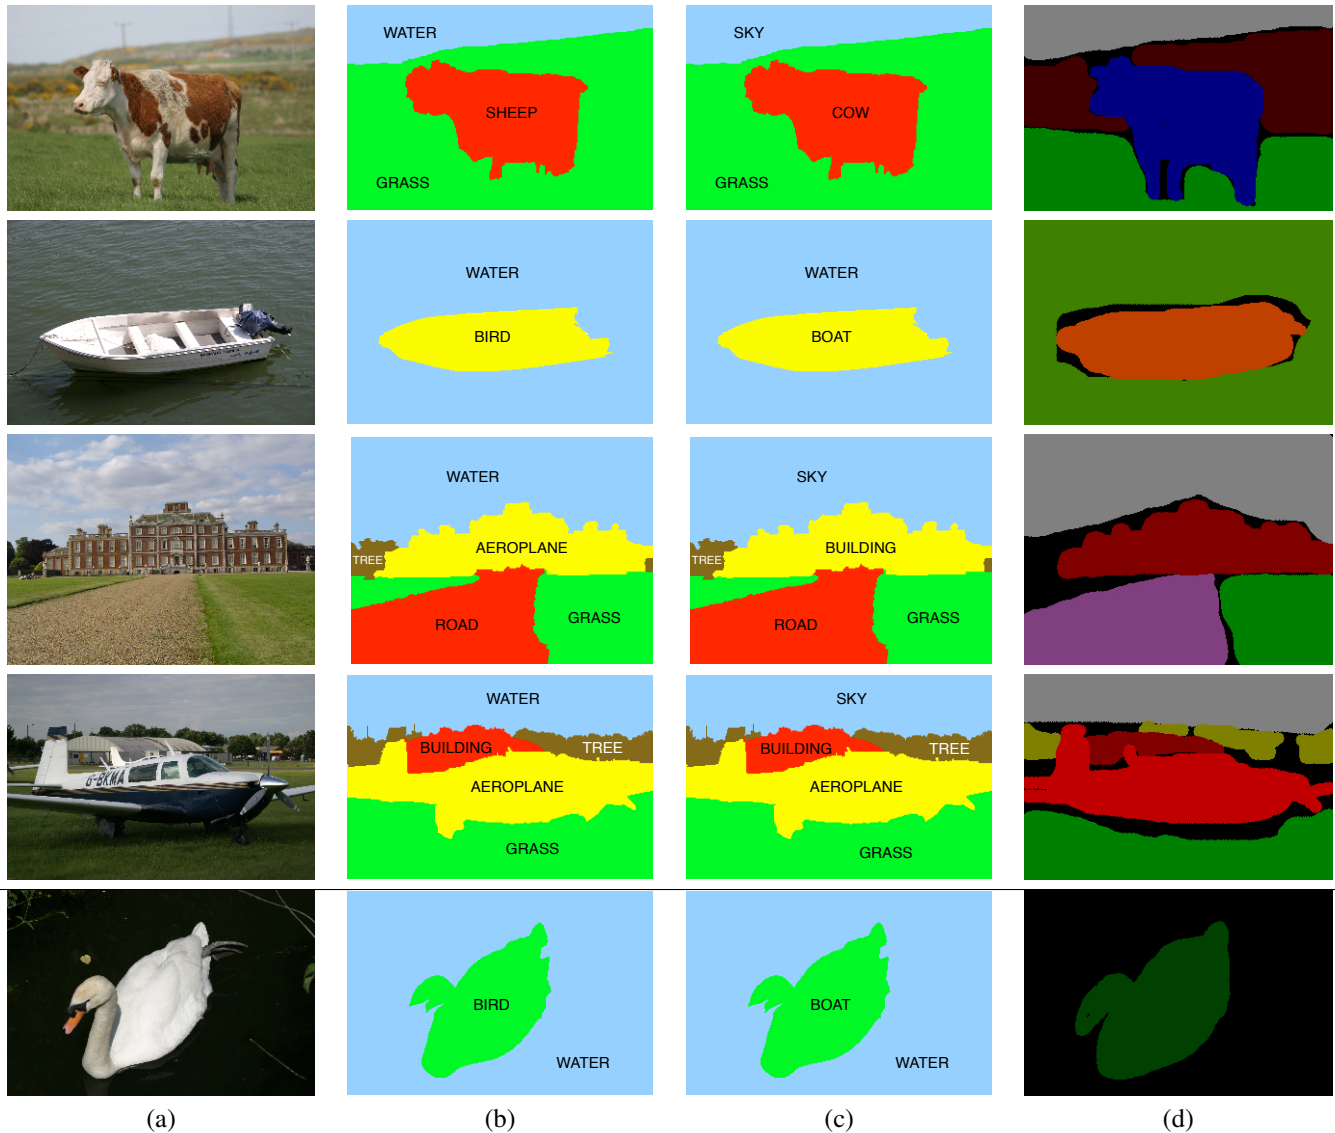 WATER
SHEEP
GRASS
SKY
COW
GRASS
WATER
BIRD
WATER
BOAT
WATER
AEROPLANE
TREE
ROAD
GRASS
SKY
BUILDING
TREE
ROAD
GRASS
G-BKMA
WATER
BUILDING
TREE
AEROPLANE
GRASS
SKY
BUILDING
TREE
AEROPLANE
GRASS
BIRD
WATER
BOAT
WATER
(a) (b) (c) (d)